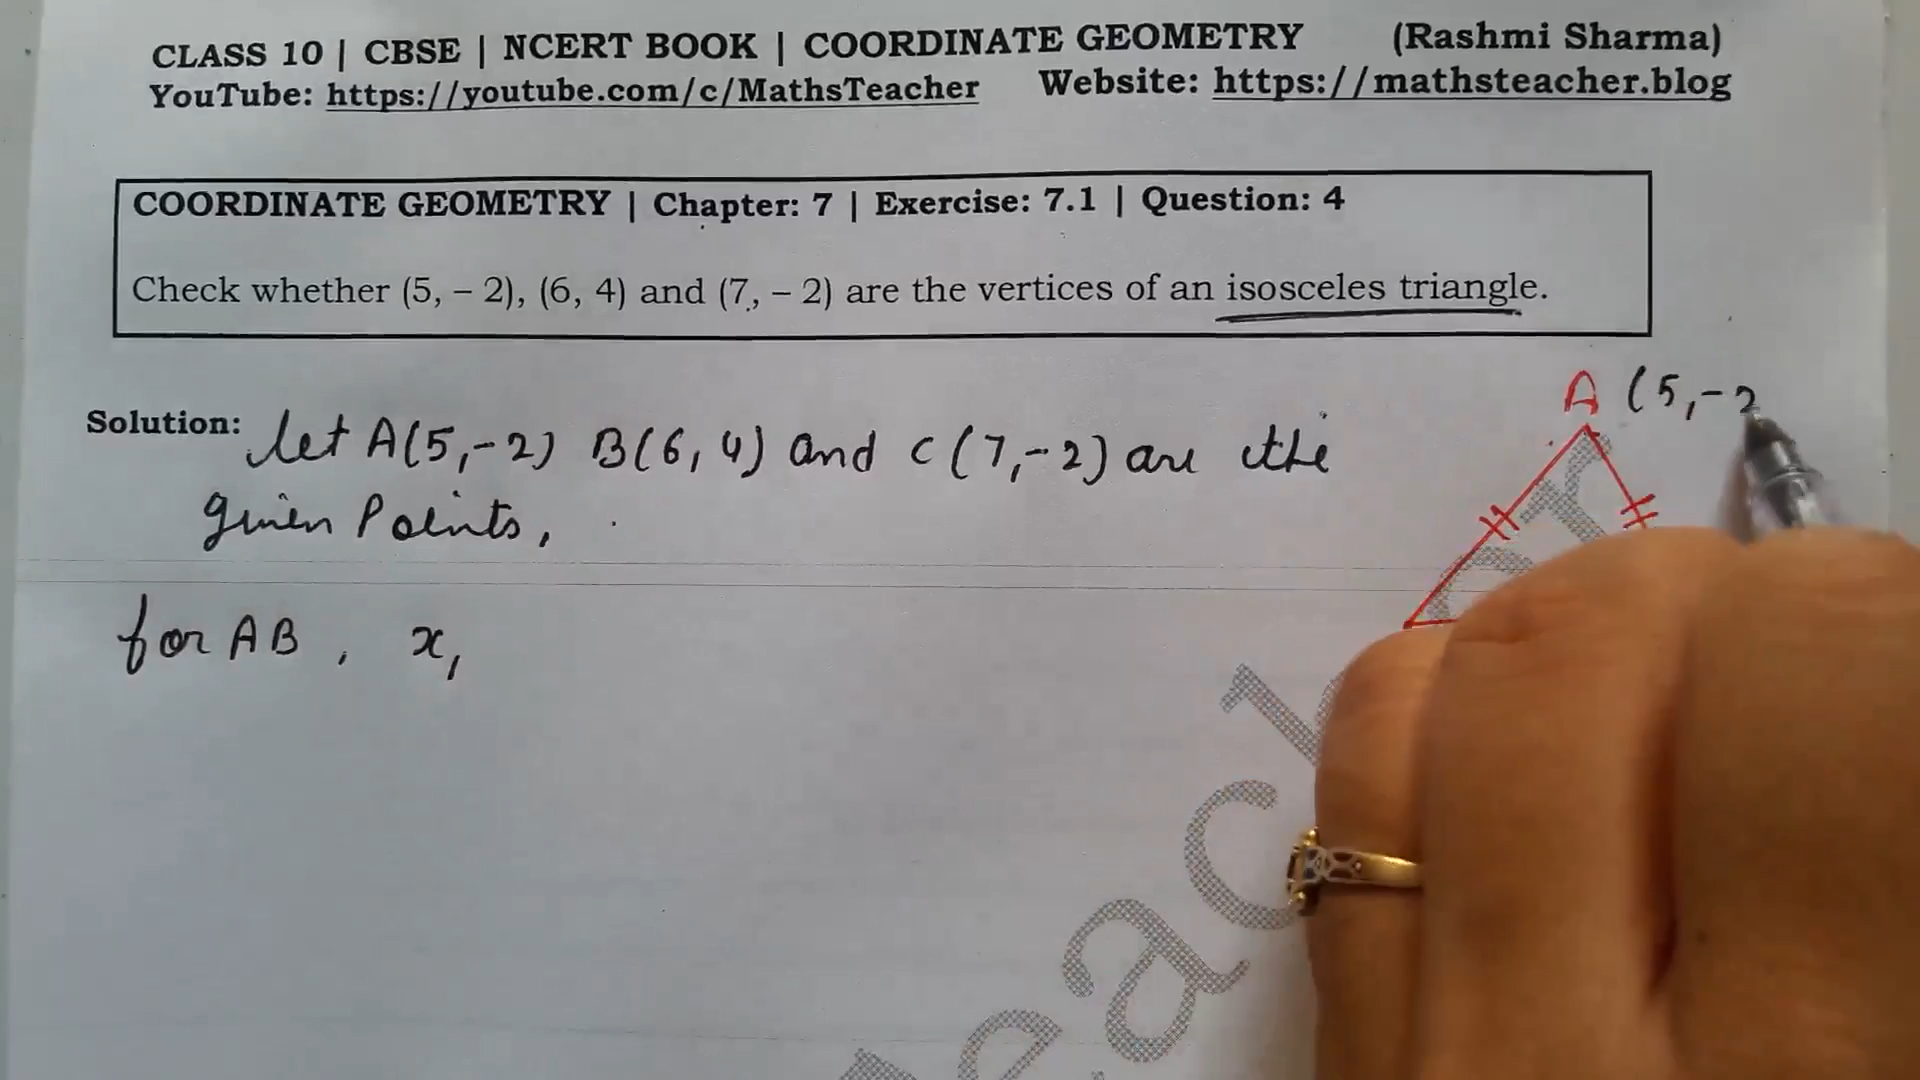 CLASS 10 | CBSE | NCERT BOOK | COORDINATE GEOMETRY (Rashmi Sharma)
YouTube: https://youtube.com/c/MathsTeacher Website: https://mathsteacher.blog
COORDINATE GEOMETRY | Chapter: 7 | Exercise: 7.1 | Question: 4
Check whether (5, – 2), (6, 4) and (7, – 2) are the vertices of an isosceles triangle.
A (5,-2
Solution: let A(5,-2) B(6, 4) and C(7,-2) are the
given Points,
for AB, x,